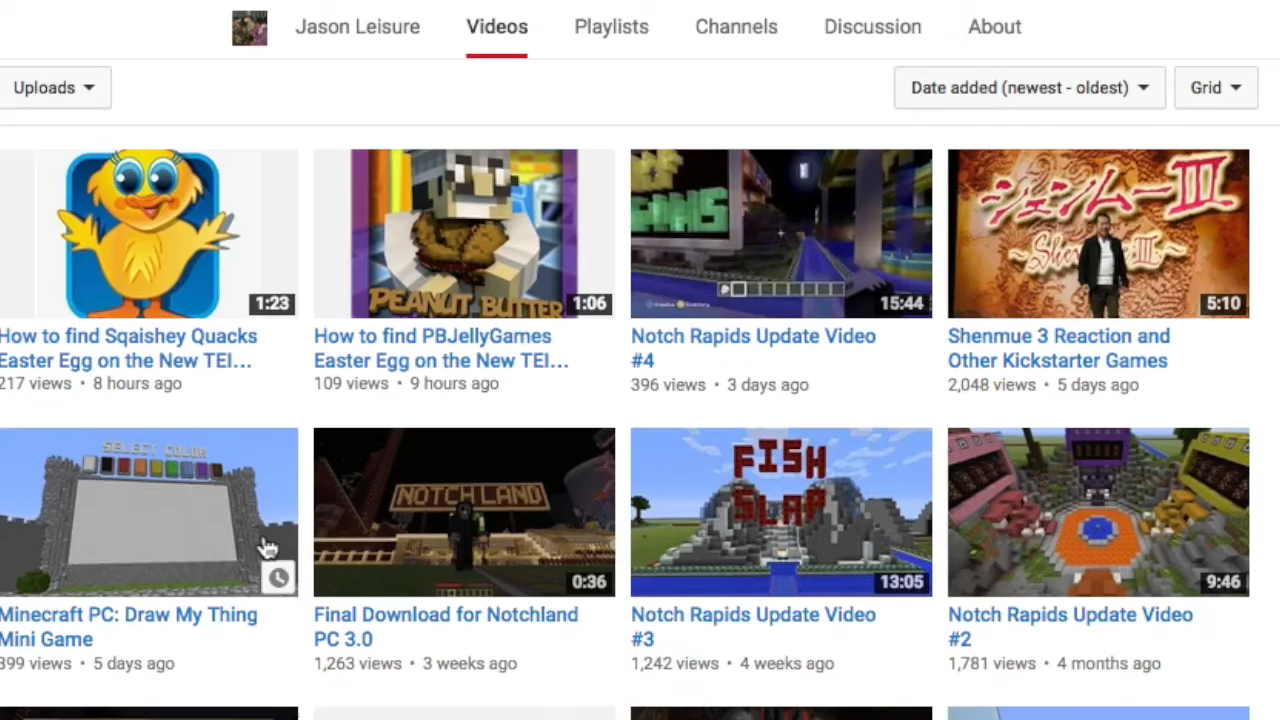 Jason Leisure
Videos
Playlists
Channels
Discussion
About
Uploads
Date added (newest - oldest)
Grid
PEANUT BUTTER
シェンムーIII
~Shenmue III~
1:23
1:06
15:44
5:10
How to find Sqaishey Quacks
Easter Egg on the New TEI...
217 views • 8 hours ago
How to find PBJellyGames
Easter Egg on the New TEI...
109 views • 9 hours ago
Notch Rapids Update Video
#4
396 views • 3 days ago
Shenmue 3 Reaction and
Other Kickstarter Games
2,048 views • 5 days ago
SELECT COLOR
NOTCH LAND
FISH
SLAP
0:36
13:05
9:46
Minecraft PC: Draw My Thing
Mini Game
399 views • 5 days ago
Final Download for Notchland
PC 3.0
1,263 views • 3 weeks ago
Notch Rapids Update Video
#3
1,242 views • 4 weeks ago
Notch Rapids Update Video
#2
1,781 views • 4 months ago